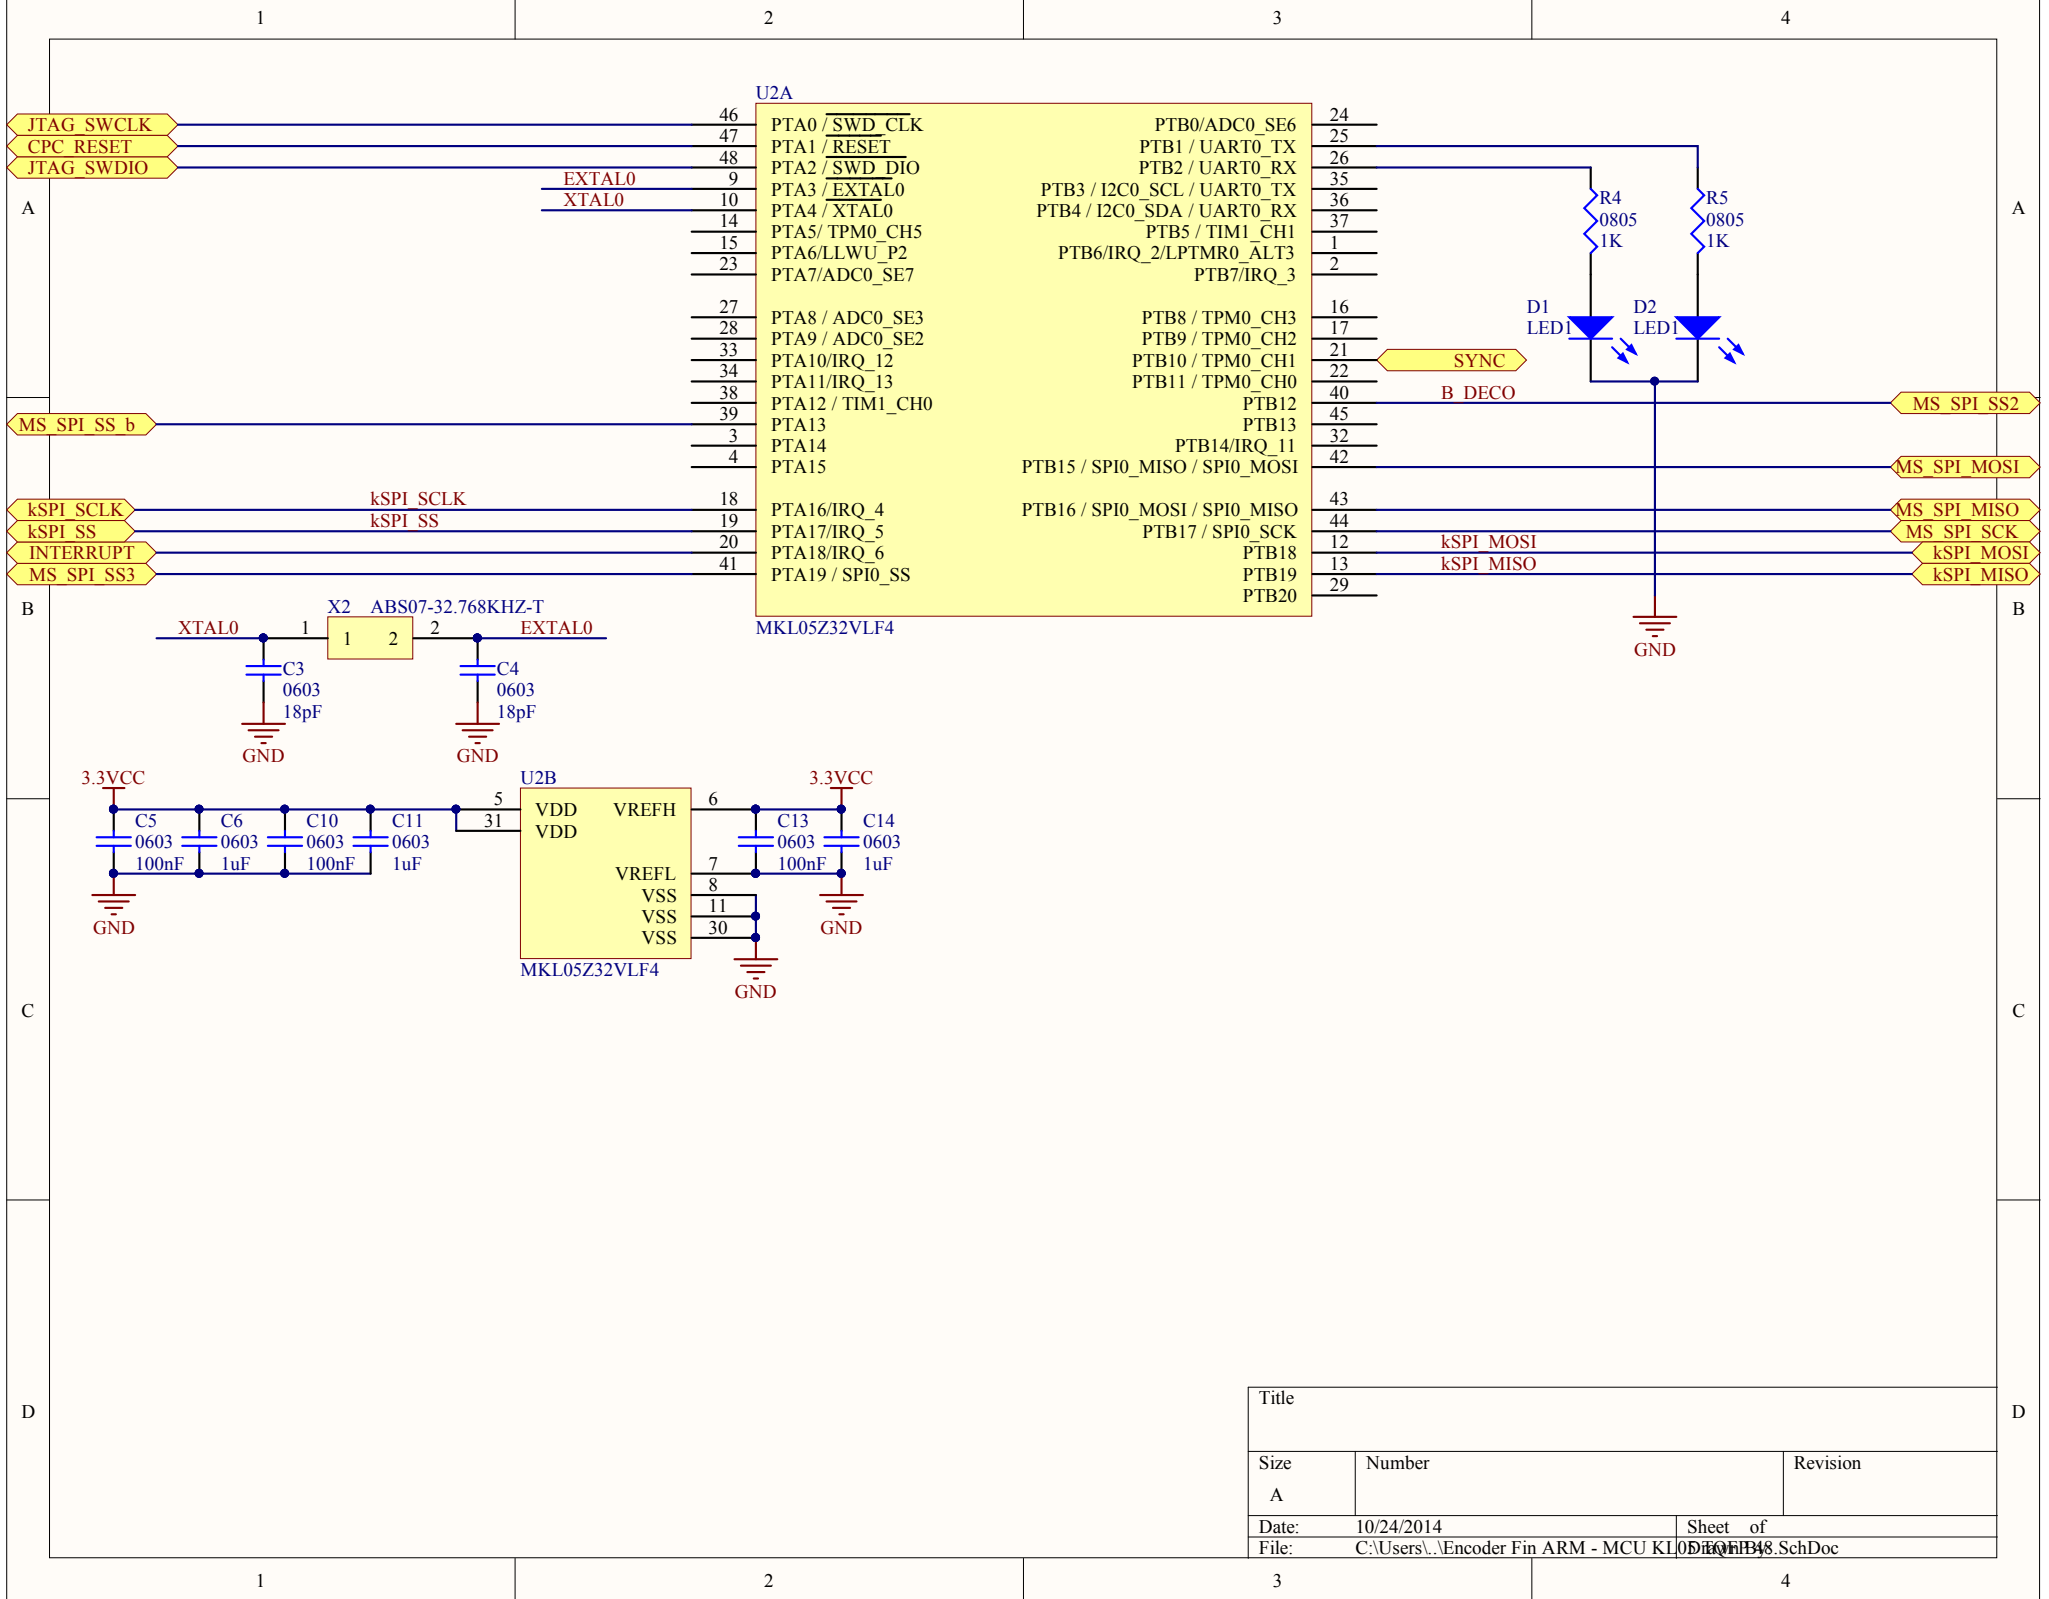 1 2 3 4
U2A
JTAG_SWCLK 46 PTA0 / SWD_CLK PTB0/ADC0_SE6 24
CPC_RESET 47 PTA1 / RESET PTB1 / UART0_TX 25
JTAG_SWDIO 48 PTA2 / SWD_DIO PTB2 / UART0_RX 26
EXTAL0 9 PTA3 / EXTAL0 PTB3 / I2C0_SCL / UART0_TX 35
XTAL0 10 PTA4 / XTAL0 PTB4 / I2C0_SDA / UART0_RX 36
14 PTA5/ TPM0_CH5 PTB5 / TIM1_CH1 37
15 PTA6/LLWU_P2 PTB6/IRQ_2/LPTMR0_ALT3 1
23 PTA7/ADC0_SE7 PTB7/IRQ_3 2
A A
R4 R5
0805 0805
1K 1K
27 PTA8 / ADC0_SE3 PTB8 / TPM0_CH3 16
28 PTA9 / ADC0_SE2 PTB9 / TPM0_CH2 17
33 PTA10/IRQ_12 PTB10 / TPM0_CH1 21 SYNC
34 PTA11/IRQ_13 PTB11 / TPM0_CH0 22
38 PTA12 / TIM1_CH0 PTB12 40 B_DECO MS_SPI_SS2
MS_SPI_SS_b 39 PTA13 PTB13 45
3 PTA14 PTB14/IRQ_11 32
4 PTA15 PTB15 / SPI0_MISO / SPI0_MOSI 42 MS_SPI_MOSI
D1 D2
LED1 LED1
kSPI_SCLK kSPI_SCLK 18 PTA16/IRQ_4 PTB16 / SPI0_MOSI / SPI0_MISO 43 MS_SPI_MISO
kSPI_SS kSPI_SS 19 PTA17/IRQ_5 PTB17 / SPI0_SCK 44 MS_SPI_SCK
INTERRUPT 20 PTA18/IRQ_6 PTB18 12 kSPI_MOSI kSPI_MOSI
MS_SPI_SS3 41 PTA19 / SPI0_SS PTB19 13 kSPI_MISO kSPI_MISO
PTB20 29
MKL05Z32VLF4
GND
B B
X2 ABS07-32.768KHZ-T
XTAL0 1 1 2 2 EXTAL0
C3 C4
0603 0603
18pF 18pF
GND GND
3.3VCC U2B 3.3VCC
5 VDD VREFH 6
31 VDD
C5 C6 C10 C11 C13 C14
0603 0603 0603 0603 0603 0603
100nF 1uF 100nF 1uF 100nF 1uF
VREFL 7
VSS 8
VSS 11
VSS 30
GND GND
MKL05Z32VLF4
GND
C C
D D
Title
Size Number Revision
A
Date: 10/24/2014 Sheet of
File: C:\Users\..\Encoder Fin ARM - MCU KL05 TQFP48.SchDoc
Drawn By:
1 2 3 4